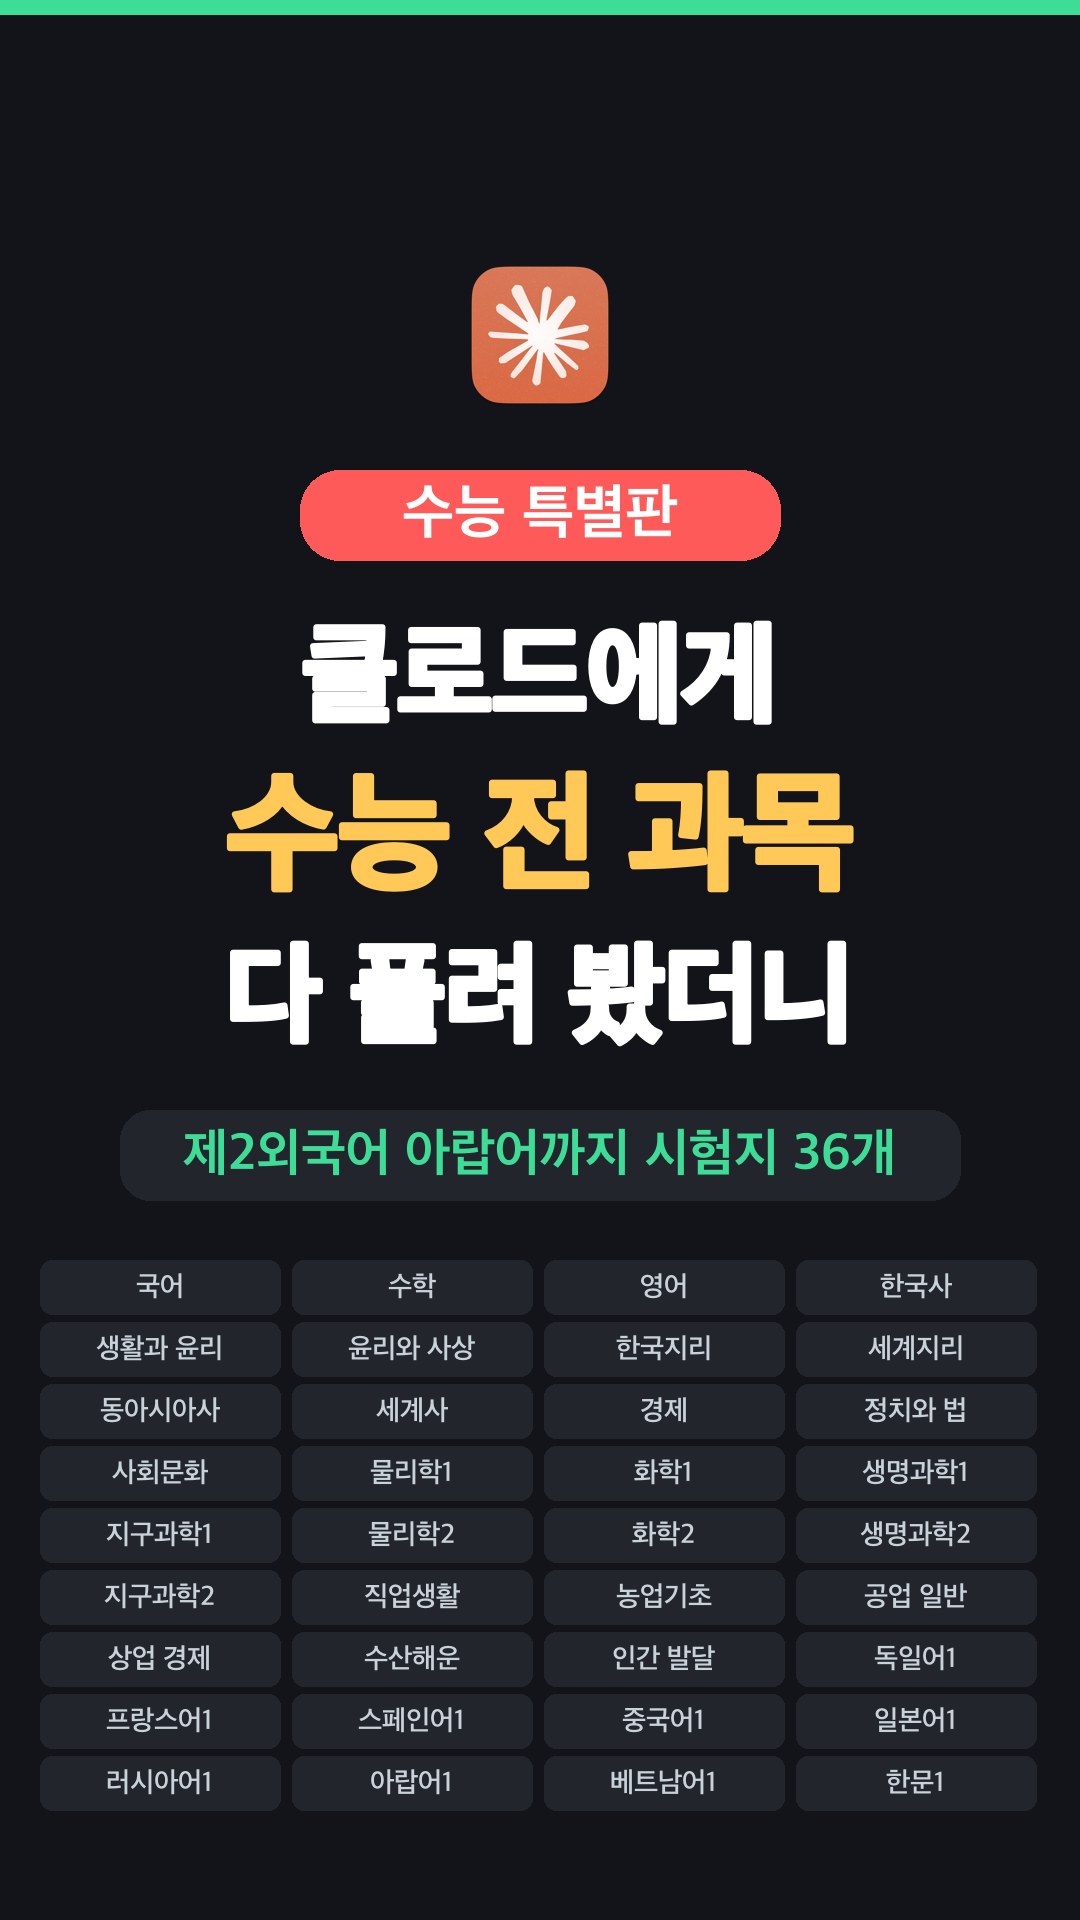 수능 특별판
클로드에게
수능 전 과목
다 풀려 봤더니
제2외국어 아랍어까지 시험지 36개
국어 수학 영어 한국사
생활과 윤리 윤리와 사상 한국지리 세계지리
동아시아사 세계사 경제 정치와 법
사회문화 물리학1 화학1 생명과학1
지구과학1 물리학2 화학2 생명과학2
지구과학2 직업생활 농업기초 공업 일반
상업 경제 수산해운 인간 발달 독일어1
프랑스어1 스페인어1 중국어1 일본어1
러시아어1 아랍어1 베트남어1 한문1